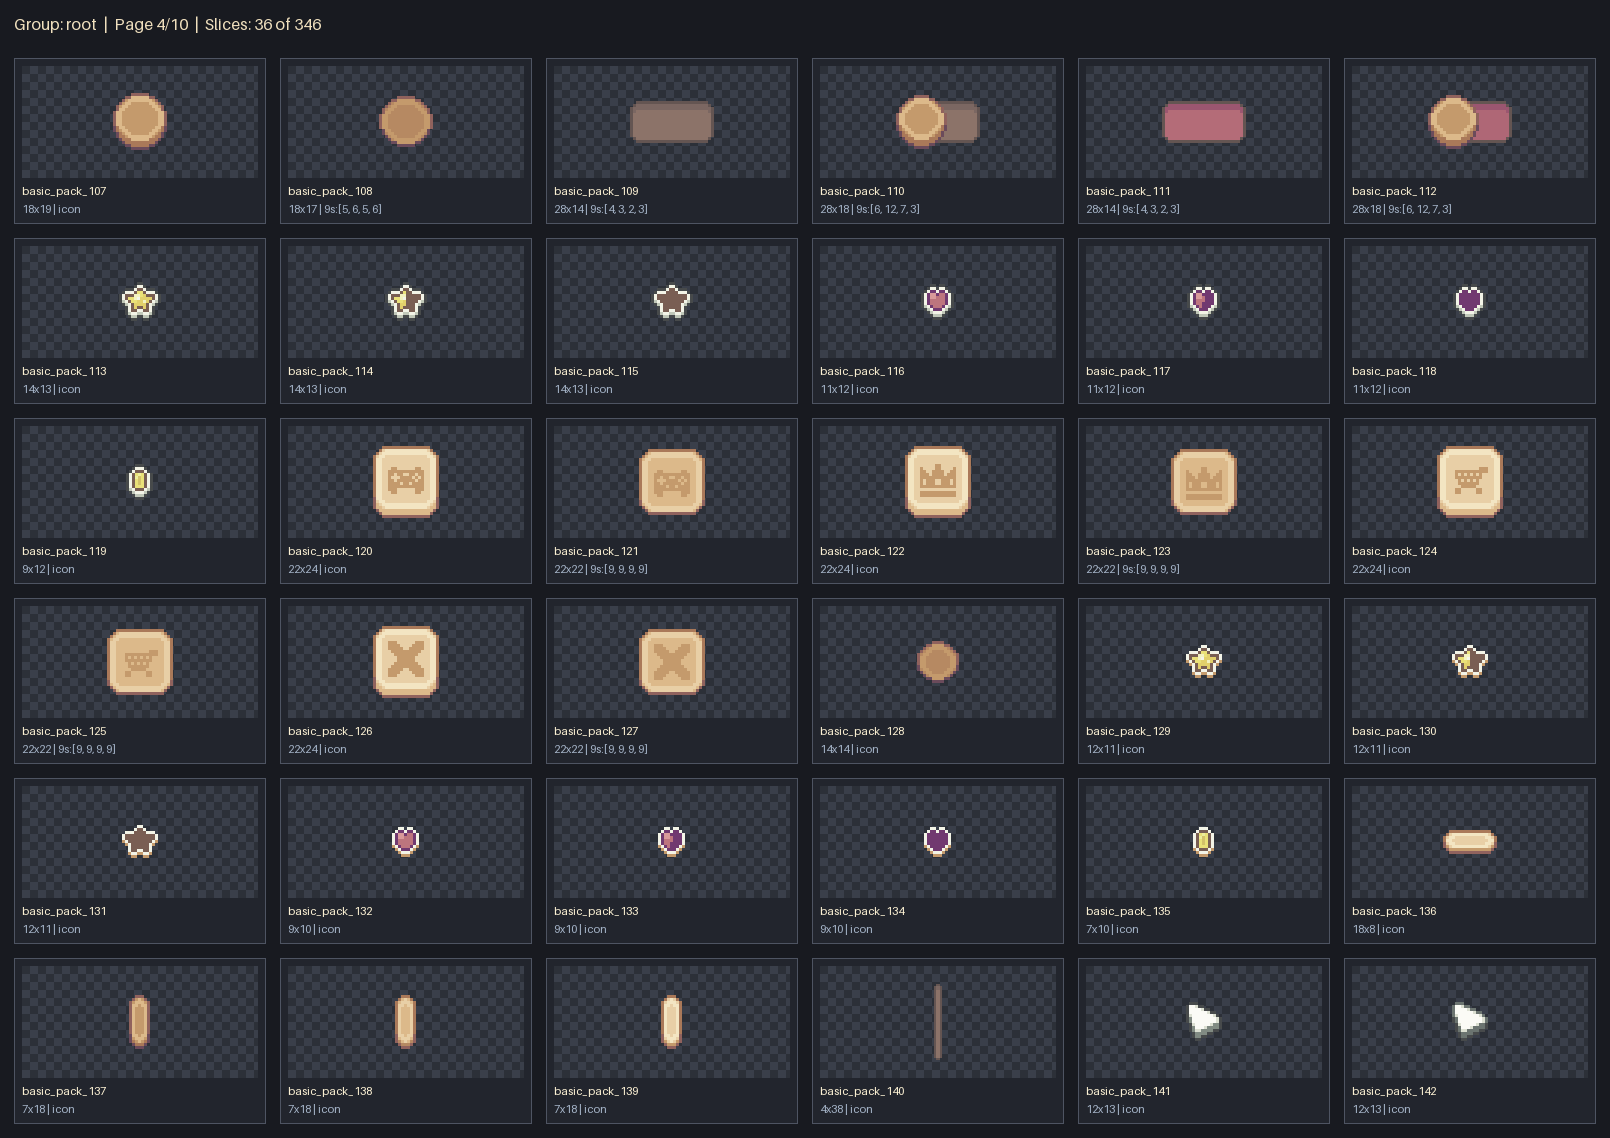 Group: root | Page 4/10 | Slices: 36 of 346
basic_pack_107
18x19 | icon
basic_pack_108
18x17 | 9s:[5, 6, 5, 6]
basic_pack_109
28x14 | 9s:[4, 3, 2, 3]
basic_pack_110
28x18 | 9s:[6, 12, 7, 3]
basic_pack_111
28x14 | 9s:[4, 3, 2, 3]
basic_pack_112
28x18 | 9s:[6, 12, 7, 3]
basic_pack_113
14x13 | icon
basic_pack_114
14x13 | icon
basic_pack_115
14x13 | icon
basic_pack_116
11x12 | icon
basic_pack_117
11x12 | icon
basic_pack_118
11x12 | icon
basic_pack_119
9x12 | icon
basic_pack_120
22x24 | icon
basic_pack_121
22x22 | 9s:[9, 9, 9, 9]
basic_pack_122
22x24 | icon
basic_pack_123
22x22 | 9s:[9, 9, 9, 9]
basic_pack_124
22x24 | icon
basic_pack_125
22x22 | 9s:[9, 9, 9, 9]
basic_pack_126
22x24 | icon
basic_pack_127
22x22 | 9s:[9, 9, 9, 9]
basic_pack_128
14x14 | icon
basic_pack_129
12x11 | icon
basic_pack_130
12x11 | icon
basic_pack_131
12x11 | icon
basic_pack_132
9x10 | icon
basic_pack_133
9x10 | icon
basic_pack_134
9x10 | icon
basic_pack_135
7x10 | icon
basic_pack_136
18x8 | icon
basic_pack_137
7x18 | icon
basic_pack_138
7x18 | icon
basic_pack_139
7x18 | icon
basic_pack_140
4x38 | icon
basic_pack_141
12x13 | icon
basic_pack_142
12x13 | icon